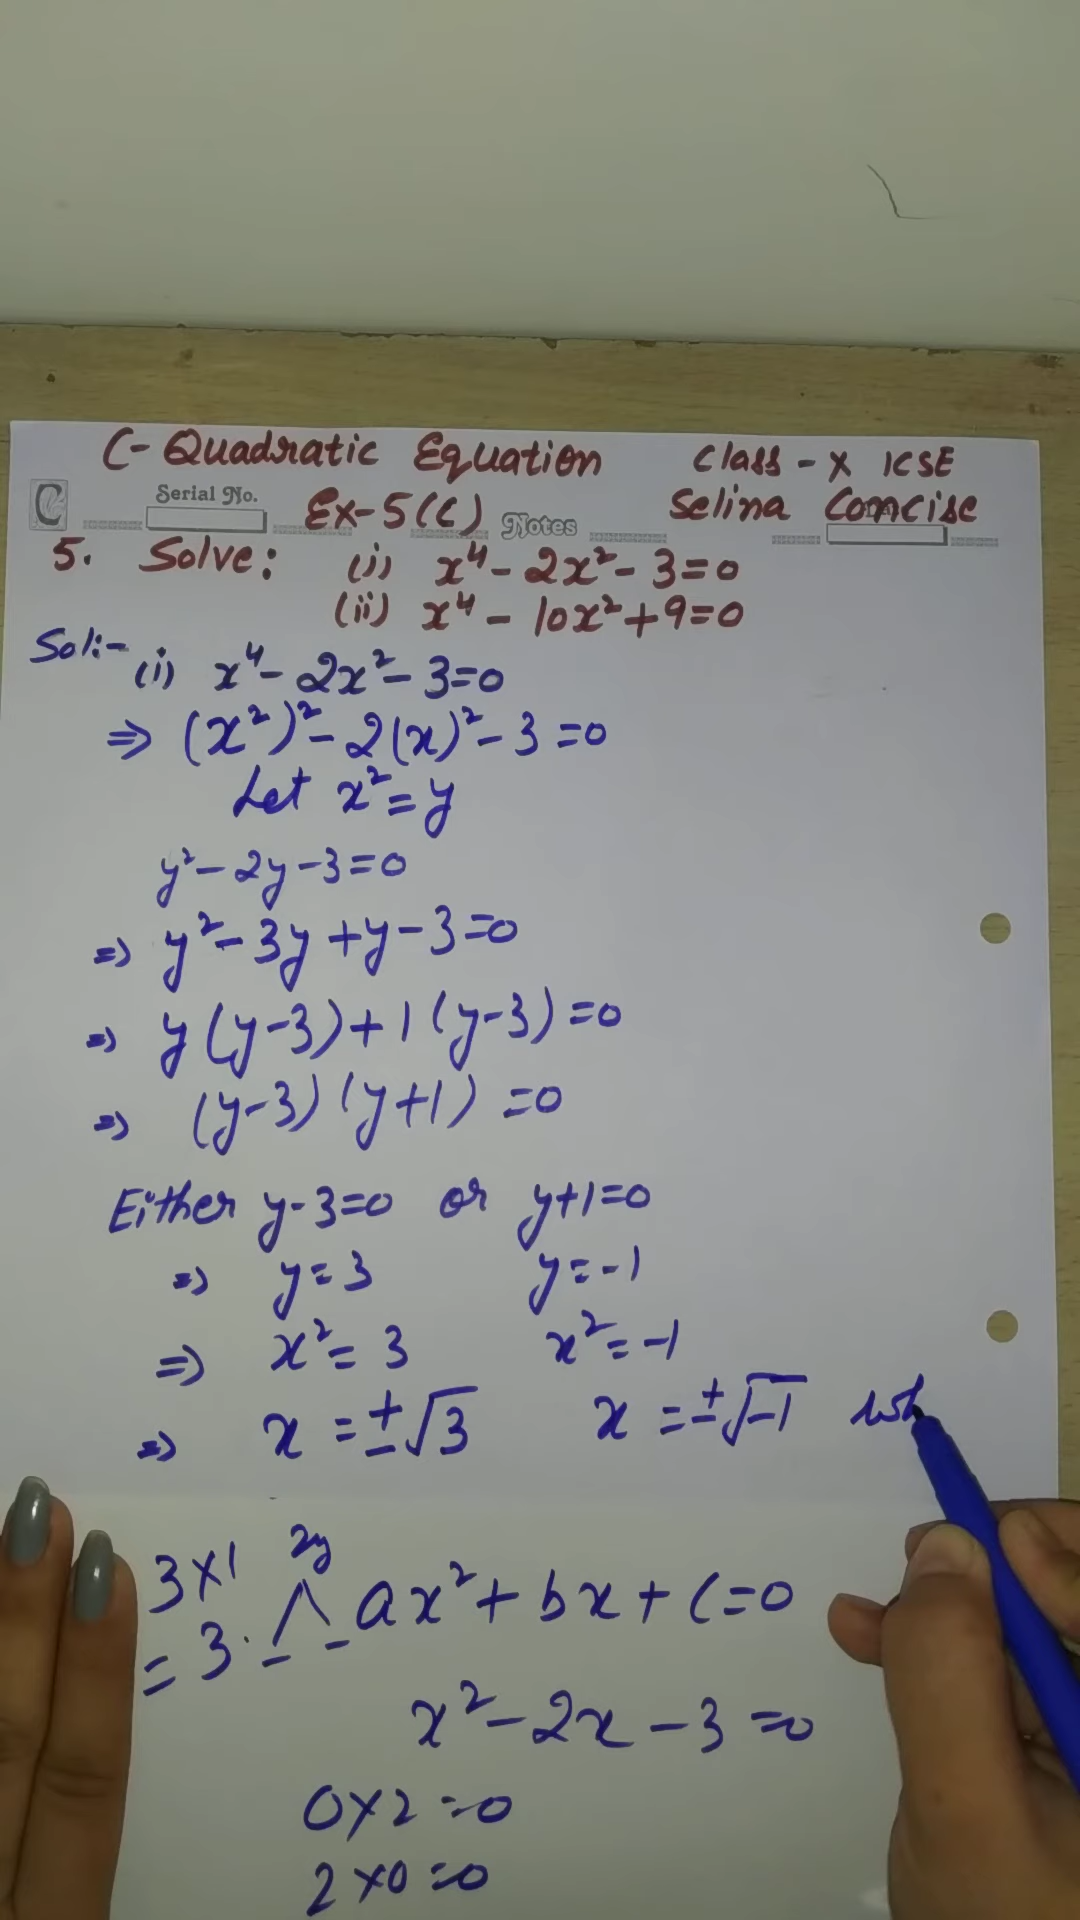 C- Quadratic Equation Class - X ICSE
C Serial No. Ex-5(C) Notes Selina Concise
5. Solve: (i) x⁴ - 2x² - 3 = 0
(ii) x⁴ - 10x² + 9 = 0
Sol:- (i) x⁴ - 2x² - 3 = 0
⇒ (x²)² - 2(x)² - 3 = 0
Let x² = y
y² - 2y - 3 = 0
⇒ y² - 3y + y - 3 = 0
⇒ y(y-3) + 1(y-3) = 0
⇒ (y-3)(y+1) = 0
Either y-3=0 or y+1=0
⇒ y = 3 y = -1
⇒ x² = 3 x² = -1
⇒ x = ±√3 x = ±√-1
3×1 2y
= 3. ax² + bx + c = 0
x² - 2x - 3 = 0
0×2 = 0
2×0 = 0